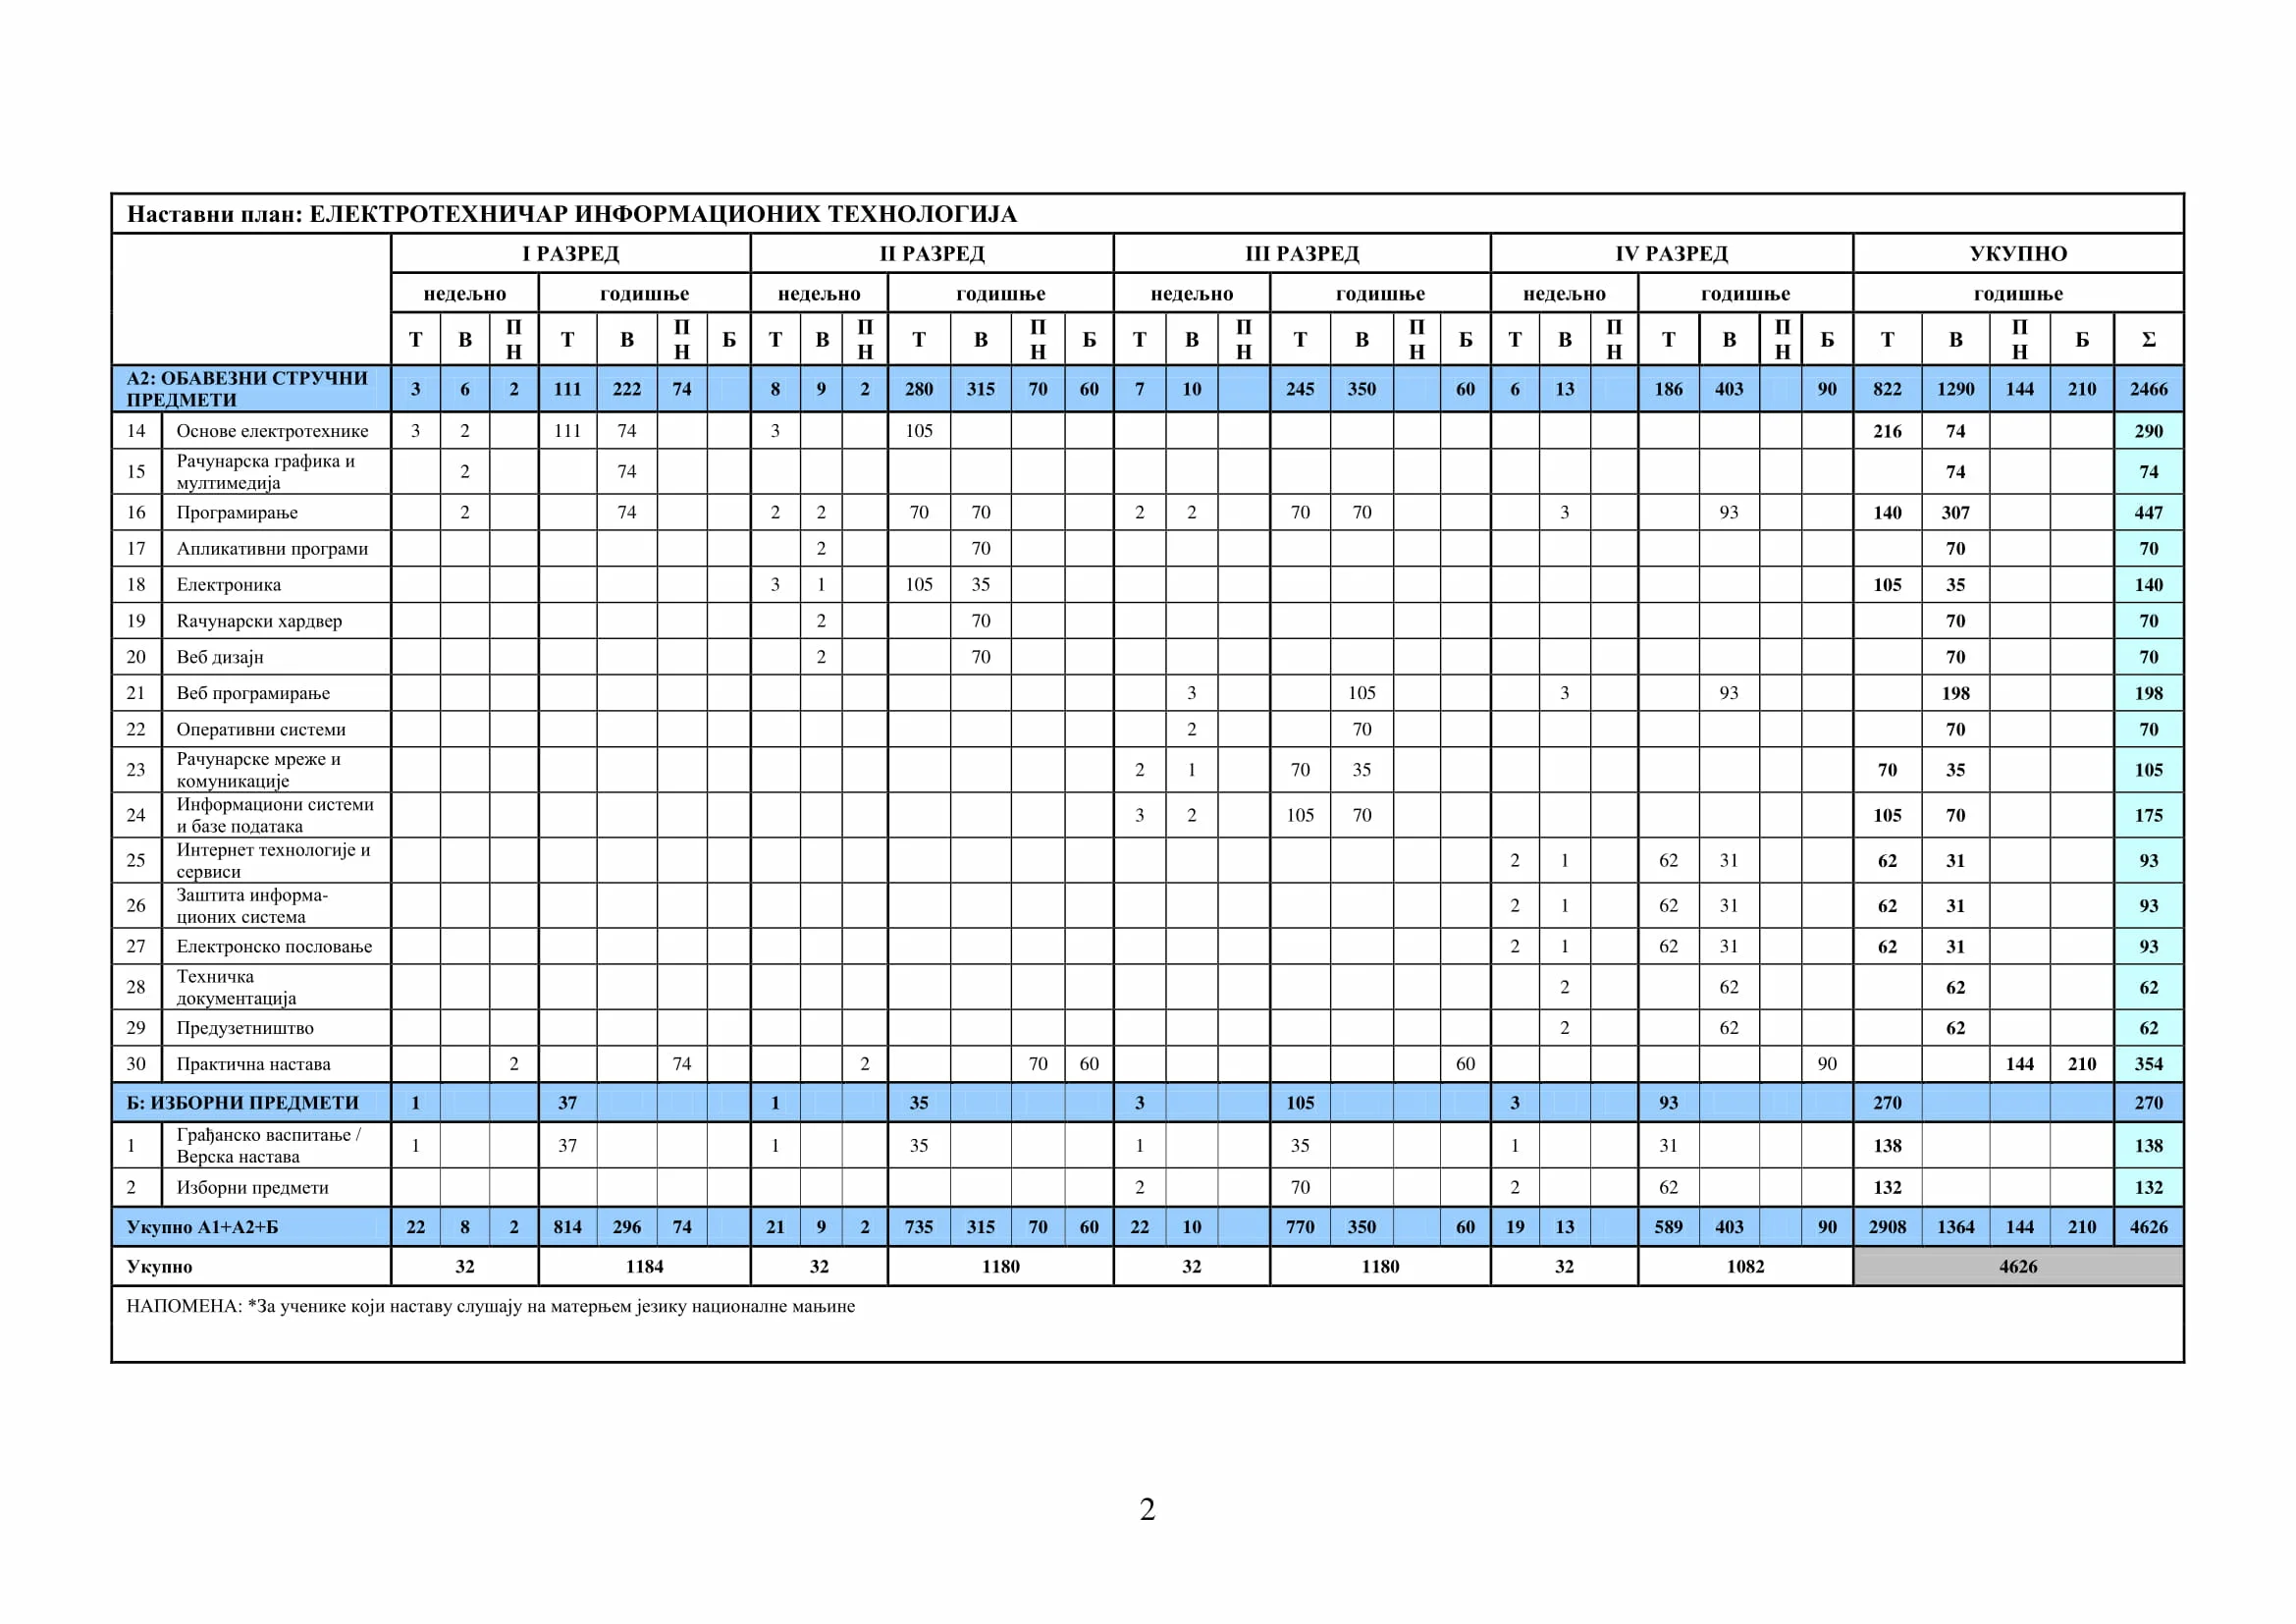 Наставни план: ЕЛЕКТРОТЕХНИЧАР ИНФОРМАЦИОНИХ ТЕХНОЛОГИЈА
I РАЗРЕД II РАЗРЕД III РАЗРЕД IV РАЗРЕД УКУПНО
недељно годишње недељно годишње недељно годишње недељно годишње годишње
Т В ПН Т В ПН Б Т В ПН Т В ПН Б Т В ПН Т В ПН Б Т В ПН Т В ПН Б Т В ПН Б Σ
А2: ОБАВЕЗНИ СТРУЧНИ
ПРЕДМЕТИ 3 6 2 111 222 74 8 9 2 280 315 70 60 7 10 245 350 60 6 13 186 403 90 822 1290 144 210 2466
14 Основе електротехнике 3 2 111 74 3 105 216 74 290
15 Рачунарска графика и
мултимедија 2 74 74 74
16 Програмирање 2 74 2 2 70 70 2 2 70 70 3 93 140 307 447
17 Апликативни програми 2 70 70 70
18 Електроника 3 1 105 35 105 35 140
19 Rачунарски хардвер 2 70 70 70
20 Веб дизајн 2 70 70 70
21 Веб програмирање 3 105 3 93 198 198
22 Оперативни системи 2 70 70 70
23 Рачунарске мреже и
комуникације 2 1 70 35 70 35 105
24 Информациони системи
и базе података 3 2 105 70 105 70 175
25 Интернет технологије и
сервиси 2 1 62 31 62 31 93
26 Заштита информа-
ционих система 2 1 62 31 62 31 93
27 Електронско пословање 2 1 62 31 62 31 93
28 Техничка
документација 2 62 62 62
29 Предузетништво 2 62 62 62
30 Практична настава 2 74 2 70 60 60 90 144 210 354
Б: ИЗБОРНИ ПРЕДМЕТИ 1 37 1 35 3 105 3 93 270 270
1 Грађанско васпитање /
Верска настава 1 37 1 35 1 35 1 31 138 138
2 Изборни предмети 2 70 2 62 132 132
Укупно А1+А2+Б 22 8 2 814 296 74 21 9 2 735 315 70 60 22 10 770 350 60 19 13 589 403 90 2908 1364 144 210 4626
Укупно 32 1184 32 1180 32 1180 32 1082 4626
НАПОМЕНА: *За ученике који наставу слушају на матерњем језику националне мањине
2